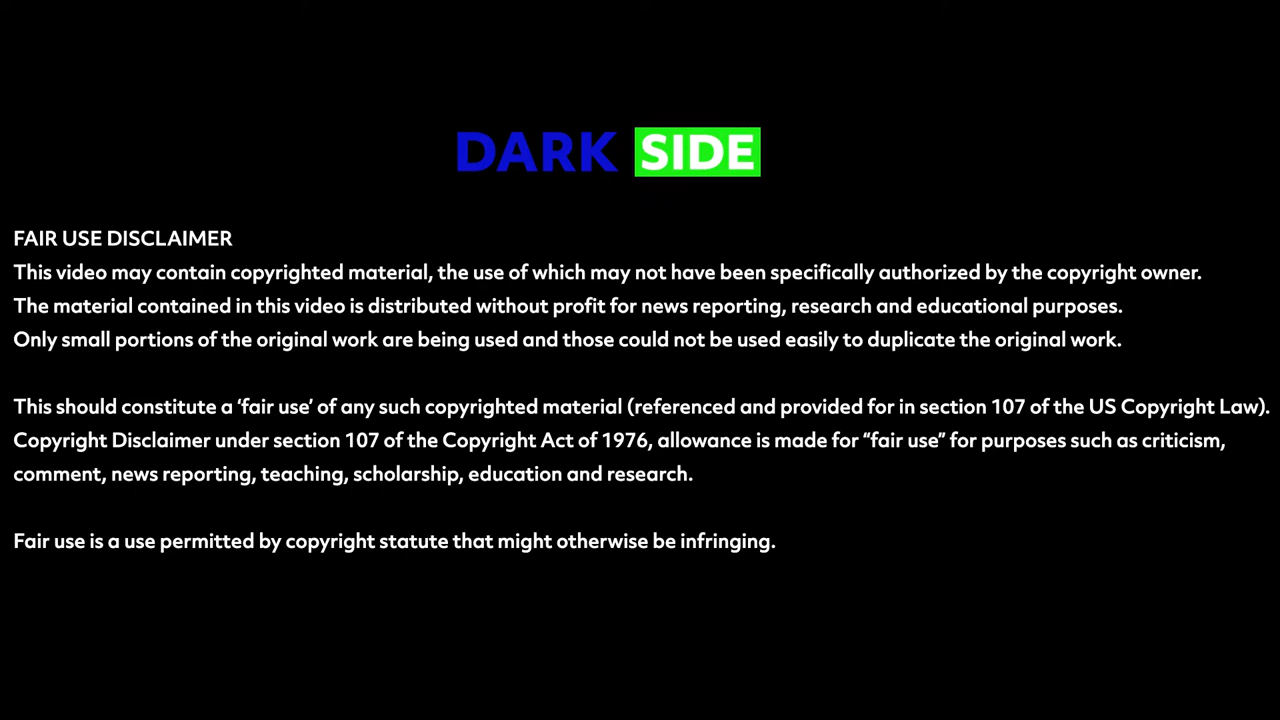 DARK SIDE
FAIR USE DISCLAIMER
This video may contain copyrighted material, the use of which may not have been specifically authorized by the copyright owner.
The material contained in this video is distributed without profit for news reporting, research and educational purposes.
Only small portions of the original work are being used and those could not be used easily to duplicate the original work.
This should constitute a ‘fair use’ of any such copyrighted material (referenced and provided for in section 107 of the US Copyright Law).
Copyright Disclaimer under section 107 of the Copyright Act of 1976, allowance is made for “fair use” for purposes such as criticism,
comment, news reporting, teaching, scholarship, education and research.
Fair use is a use permitted by copyright statute that might otherwise be infringing.